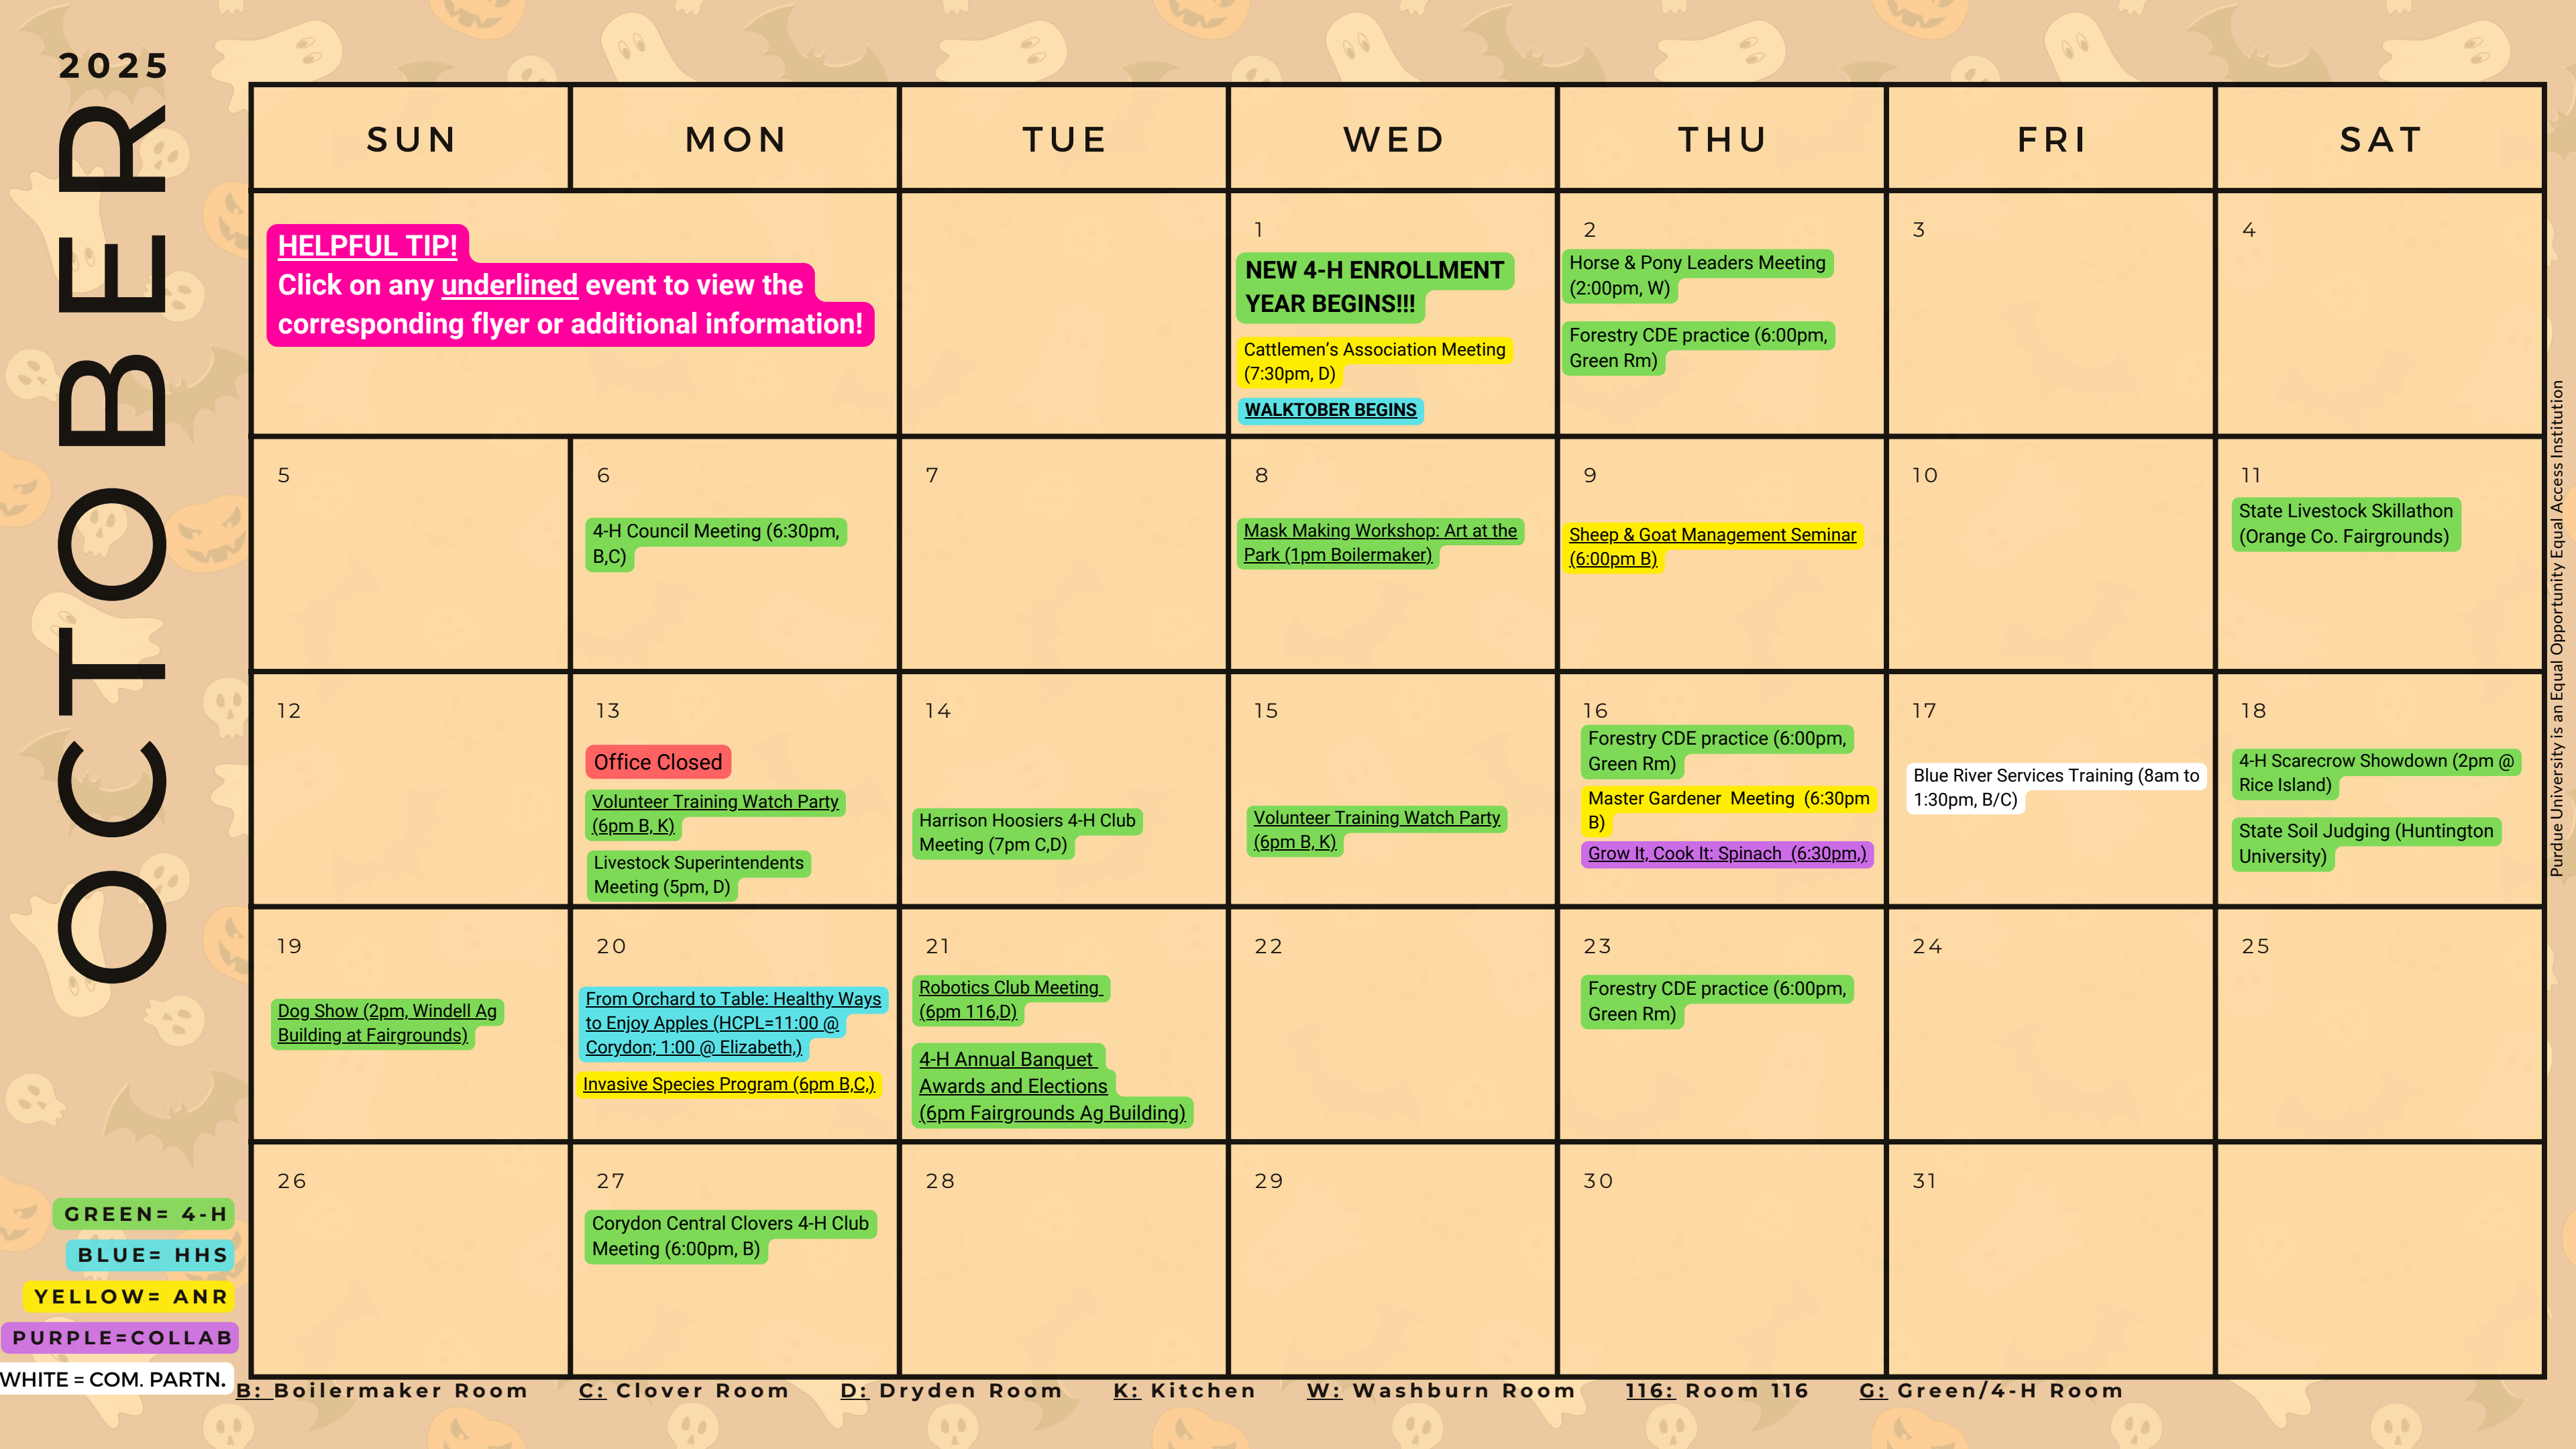 2025
OCTOBER
SUN MON TUE WED THU FRI SAT
HELPFUL TIP!
Click on any underlined event to view the
corresponding flyer or additional information!
1
NEW 4-H ENROLLMENT
YEAR BEGINS!!!
Cattlemen's Association Meeting
(7:30pm, D)
WALKTOBER BEGINS
2
Horse & Pony Leaders Meeting
(2:00pm, W)
Forestry CDE practice (6:00pm,
Green Rm)
3
4
5
6
4-H Council Meeting (6:30pm,
B,C)
7
8
Mask Making Workshop: Art at the
Park (1pm Boilermaker)
9
Sheep & Goat Management Seminar
(6:00pm B)
10
11
State Livestock Skillathon
(Orange Co. Fairgrounds)
12
13
Office Closed
Volunteer Training Watch Party
(6pm B, K)
Livestock Superintendents
Meeting (5pm, D)
14
Harrison Hoosiers 4-H Club
Meeting (7pm C,D)
15
Volunteer Training Watch Party
(6pm B, K)
16
Forestry CDE practice (6:00pm,
Green Rm)
Master Gardener Meeting (6:30pm
B)
Grow It, Cook It: Spinach (6:30pm,)
17
Blue River Services Training (8am to
1:30pm, B/C)
18
4-H Scarecrow Showdown (2pm @
Rice Island)
State Soil Judging (Huntington
University)
19
Dog Show (2pm, Windell Ag
Building at Fairgrounds)
20
From Orchard to Table: Healthy Ways
to Enjoy Apples (HCPL=11:00 @
Corydon; 1:00 @ Elizabeth,)
Invasive Species Program (6pm B,C,)
21
Robotics Club Meeting
(6pm 116,D)
4-H Annual Banquet
Awards and Elections
(6pm Fairgrounds Ag Building)
22
23
Forestry CDE practice (6:00pm,
Green Rm)
24
25
26
27
Corydon Central Clovers 4-H Club
Meeting (6:00pm, B)
28
29
30
31
GREEN= 4-H
BLUE= HHS
YELLOW= ANR
PURPLE=COLLAB
WHITE = COM. PARTN.
B: Boilermaker Room C: Clover Room D: Dryden Room K: Kitchen W: Washburn Room 116: Room 116 G: Green/4-H Room
Purdue University is an Equal Opportunity Equal Access Institution